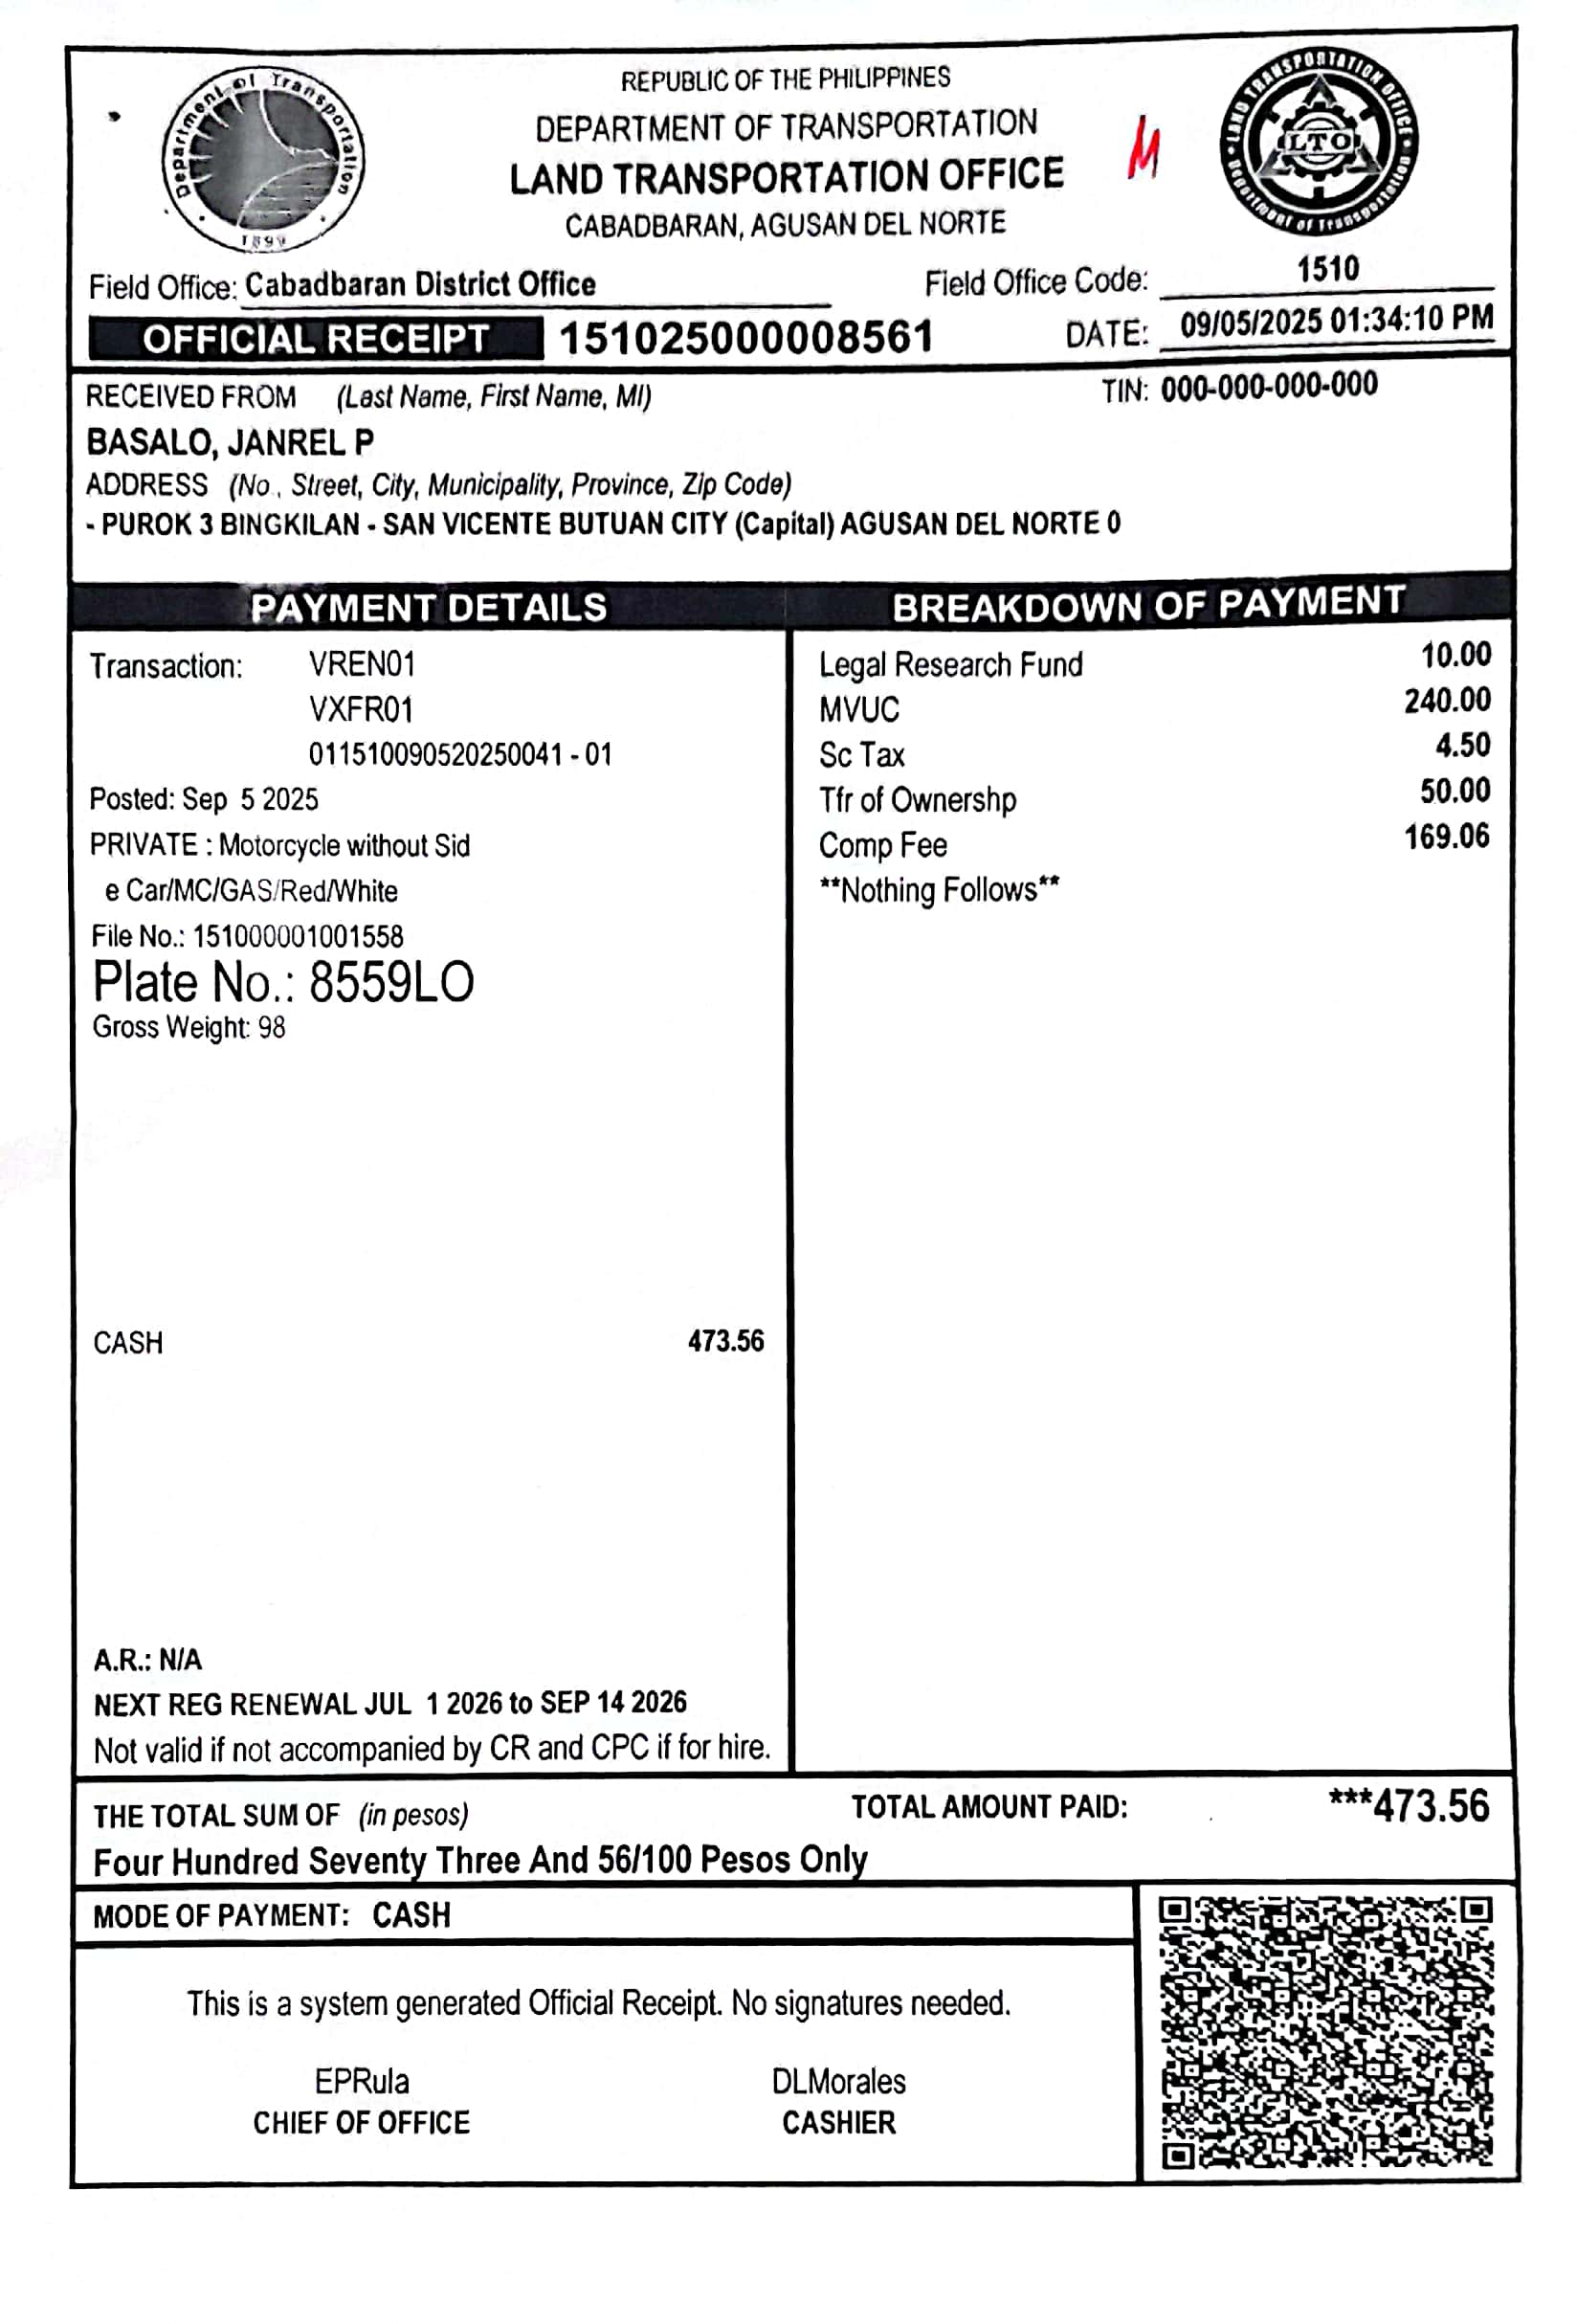 REPUBLIC OF THE PHILIPPINES
DEPARTMENT OF TRANSPORTATION
LAND TRANSPORTATION OFFICE
CABADBARAN, AGUSAN DEL NORTE
M
Department of Transportation
1899
LAND TRANSPORTATION OFFICE
LTO
Department of Transportation
Field Office: Cabadbaran District Office
Field Office Code: 1510
OFFICIAL RECEIPT 151025000008561
DATE: 09/05/2025 01:34:10 PM
RECEIVED FROM (Last Name, First Name, MI)
TIN: 000-000-000-000
BASALO, JANREL P
ADDRESS (No., Street, City, Municipality, Province, Zip Code)
- PUROK 3 BINGKILAN - SAN VICENTE BUTUAN CITY (Capital) AGUSAN DEL NORTE 0
PAYMENT DETAILS
Transaction: VREN01
VXFR01
011510090520250041 - 01
Posted: Sep 5 2025
PRIVATE : Motorcycle without Sid
e Car/MC/GAS/Red/White
File No.: 151000001001558
Plate No.: 8559LO
Gross Weight: 98
CASH 473.56
A.R.: N/A
NEXT REG RENEWAL JUL 1 2026 to SEP 14 2026
Not valid if not accompanied by CR and CPC if for hire.
BREAKDOWN OF PAYMENT
Legal Research Fund 10.00
MVUC 240.00
Sc Tax 4.50
Tfr of Ownershp 50.00
Comp Fee 169.06
**Nothing Follows**
THE TOTAL SUM OF (in pesos)
TOTAL AMOUNT PAID: ***473.56
Four Hundred Seventy Three And 56/100 Pesos Only
MODE OF PAYMENT: CASH
This is a system generated Official Receipt. No signatures needed.
EPRula DLMorales
CHIEF OF OFFICE CASHIER